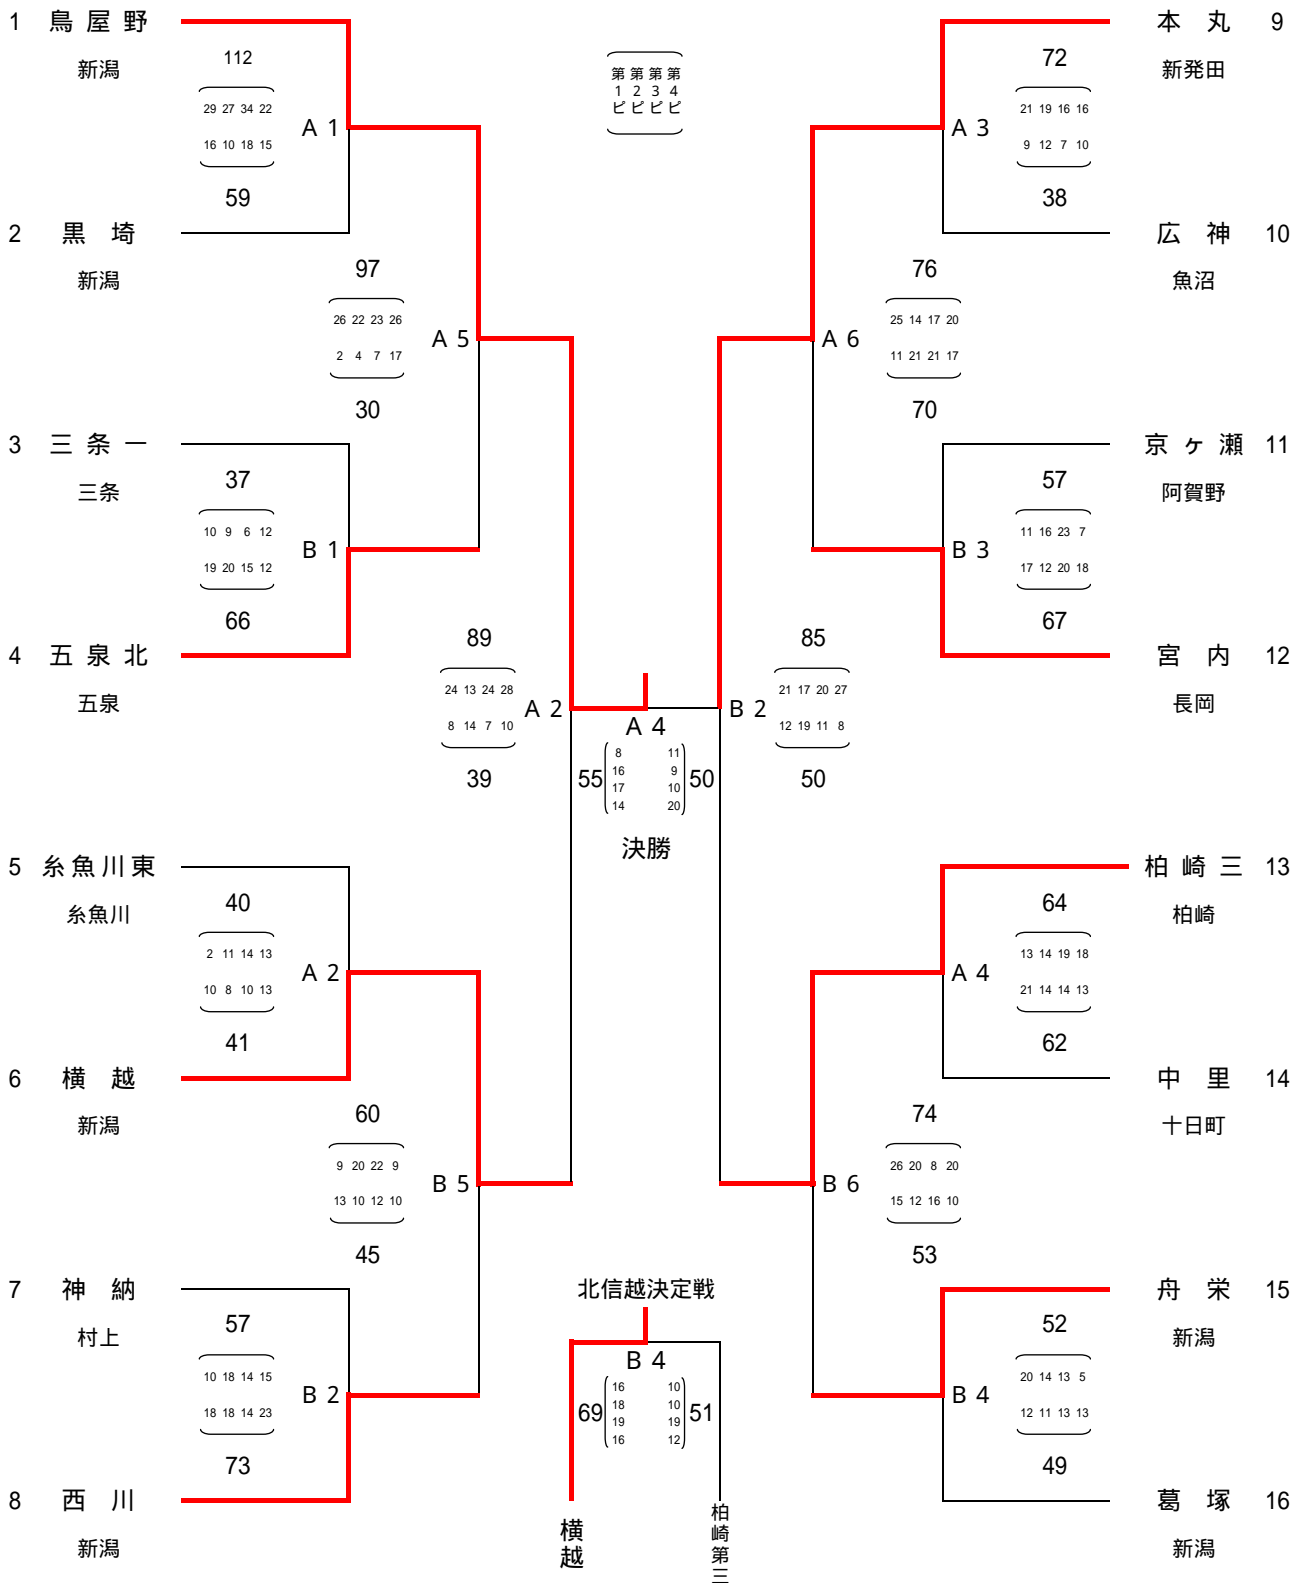 1 鳥屋野
新潟
112
29 27 34 22
A 1
16 10 18 15
59
2 黒埼
新潟
97
26 22 23 26
A 5
2 4 7 17
30
3 三条一
三条
37
10 9 6 12
B 1
19 20 15 12
66
4 五泉北
五泉
89
24 13 24 28
A 2
8 14 7 10
39
5 糸魚川東
糸魚川
40
2 11 14 13
A 2
10 8 10 13
41
6 横越
新潟
60
9 20 22 9
B 5
13 10 12 10
45
7 神納
村上
57
10 18 14 15
B 2
18 18 14 23
73
8 西川
新潟
第1ピ
第2ピ
第3ピ
第4ピ
A 4
8 11
16 9
55 50
17 10
14 20
決勝
北信越決定戦
B 4
16 10
18 10
69 51
19 19
16 12
横越
柏崎第三
本丸 9
新発田
72
21 19 16 16
A 3
9 12 7 10
38
広神 10
魚沼
76
25 14 17 20
A 6
11 21 21 17
70
京ヶ瀬 11
阿賀野
57
11 16 23 7
B 3
17 12 20 18
67
宮内 12
長岡
85
21 17 20 27
B 2
12 19 11 8
50
柏崎三 13
柏崎
64
13 14 19 18
A 4
21 14 14 13
62
中里 14
十日町
74
26 20 8 20
B 6
15 12 16 10
53
舟栄 15
新潟
52
20 14 13 5
B 4
12 11 13 13
49
葛塚 16
新潟